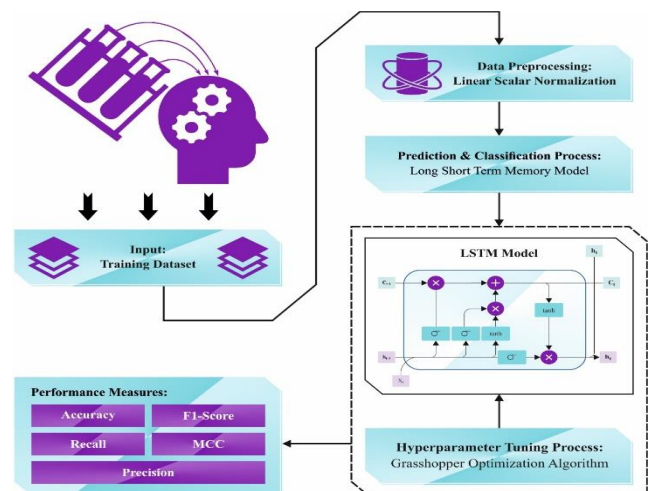 Data Preprocessing:
Linear Scalar Normalization
Prediction & Classification Process:
Long Short Term Memory Model
Input:
Training Dataset
LSTM Model
tanh
tanh
Performance Measures:
Accuracy
F1-Score
Recall
MCC
Precision
Hyperparameter Tuning Process:
Grasshopper Optimization Algorithm